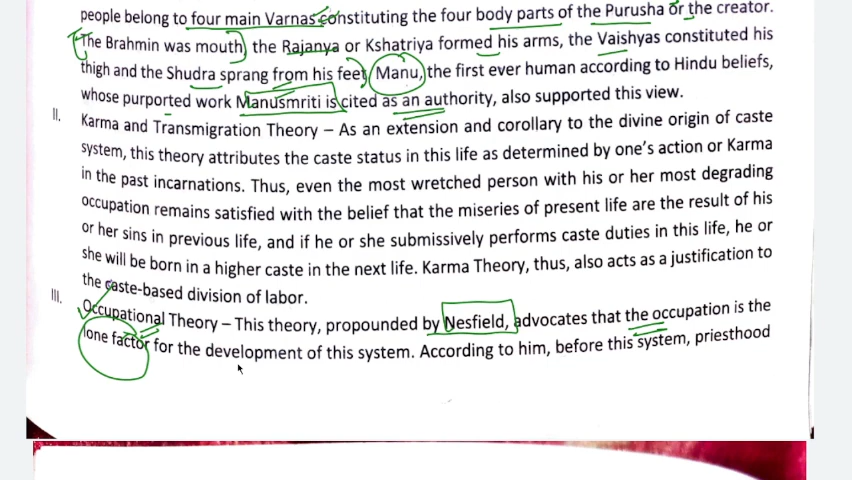 people belong to four main Varnas constituting the four body parts of the Purusha or the creator.
The Brahmin was mouth, the Rajanya or Kshatriya formed his arms, the Vaishyas constituted his
thigh and the Shudra sprang from his feet. Manu, the first ever human according to Hindu beliefs,
whose purported work Manusmriti is cited as an authority, also supported this view.
II. Karma and Transmigration Theory – As an extension and corollary to the divine origin of caste
system, this theory attributes the caste status in this life as determined by one's action or Karma
in the past incarnations. Thus, even the most wretched person with his or her most degrading
occupation remains satisfied with the belief that the miseries of present life are the result of his
or her sins in previous life, and if he or she submissively performs caste duties in this life, he or
she will be born in a higher caste in the next life. Karma Theory, thus, also acts as a justification to
the caste-based division of labor.
III. Occupational Theory – This theory, propounded by Nesfield, advocates that the occupation is the
lone factor for the development of this system. According to him, before this system, priesthood